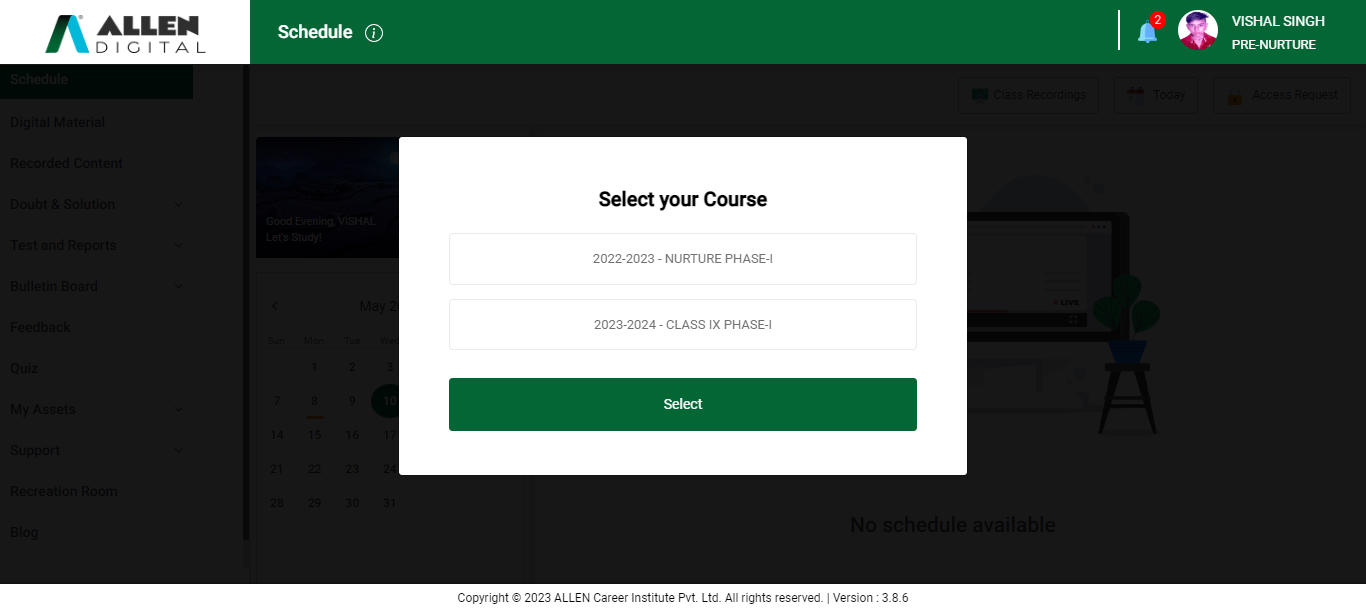 ALLEN
DIGITAL
Schedule
2
VISHAL SINGH
PRE-NURTURE
Schedule
Digital Material
Recorded Content
Doubt & Solution
Test and Reports
Bulletin Board
Feedback
Quiz
My Assets
Support
Recreation Room
Blog
Class Recordings
Today
Access Request
Good Evening, VISHAL
Let's Study!
May 20
Sun Mon Tue Wed
1 2 3
7 8 9 10
14 15 16 17
21 22 23 24
28 29 30 31
Select your Course
2022-2023 - NURTURE PHASE-I
2023-2024 - CLASS IX PHASE-I
Select
LIVE
No schedule available
Copyright © 2023 ALLEN Career Institute Pvt. Ltd. All rights reserved. | Version : 3.8.6